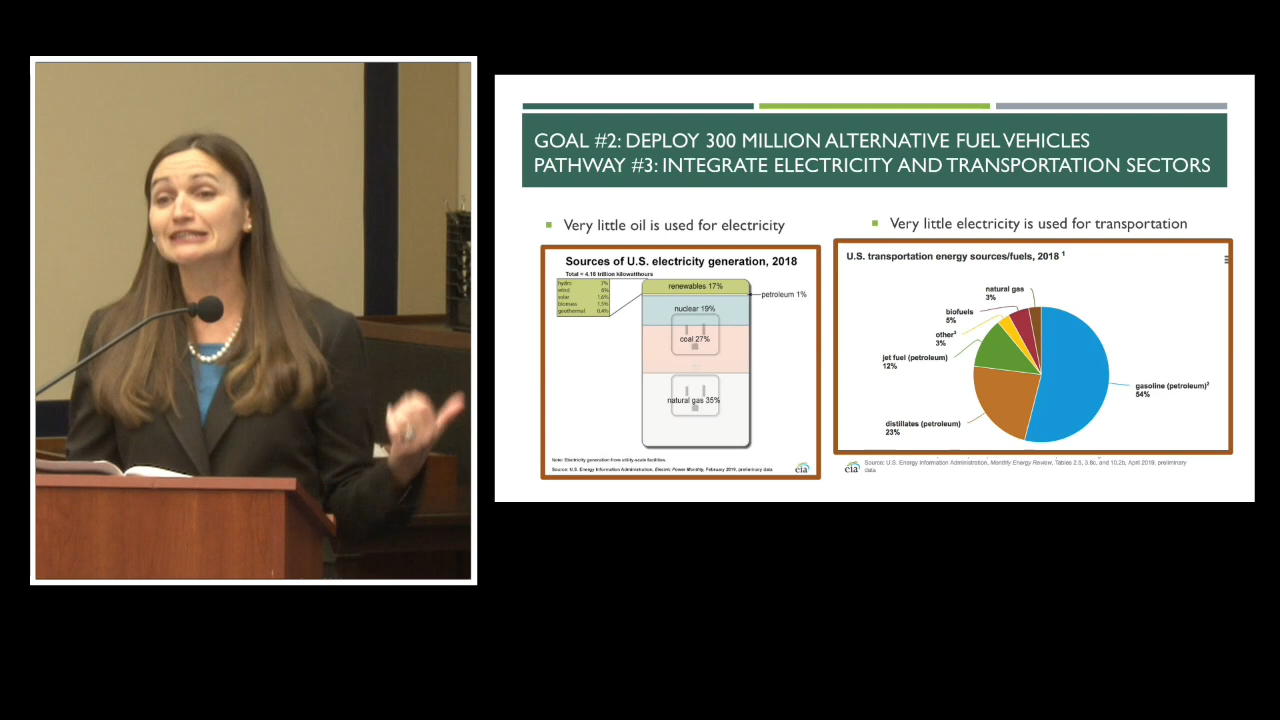 GOAL #2: DEPLOY 300 MILLION ALTERNATIVE FUEL VEHICLES
PATHWAY #3: INTEGRATE ELECTRICITY AND TRANSPORTATION SECTORS
Very little oil is used for electricity
Sources of U.S. electricity generation, 2018
Total = 4.18 trillion kilowatthours
hydro 7%
wind 6%
solar 1.6%
biomass 1.5%
geothermal 0.4%
renewables 17%
petroleum 1%
nuclear 19%
coal 27%
natural gas 35%
Note: Electricity generation from utility-scale facilities.
Source: U.S. Energy Information Administration, Electric Power Monthly, February 2019, preliminary data
eia
Very little electricity is used for transportation
U.S. transportation energy sources/fuels, 2018 ¹
natural gas
3%
biofuels
5%
other³
3%
jet fuel (petroleum)
12%
distillates (petroleum)
23%
gasoline (petroleum)²
54%
eia
Source: U.S. Energy Information Administration, Monthly Energy Review, Tables 2.5, 3.8c, and 10.2b, April 2019, preliminary
data